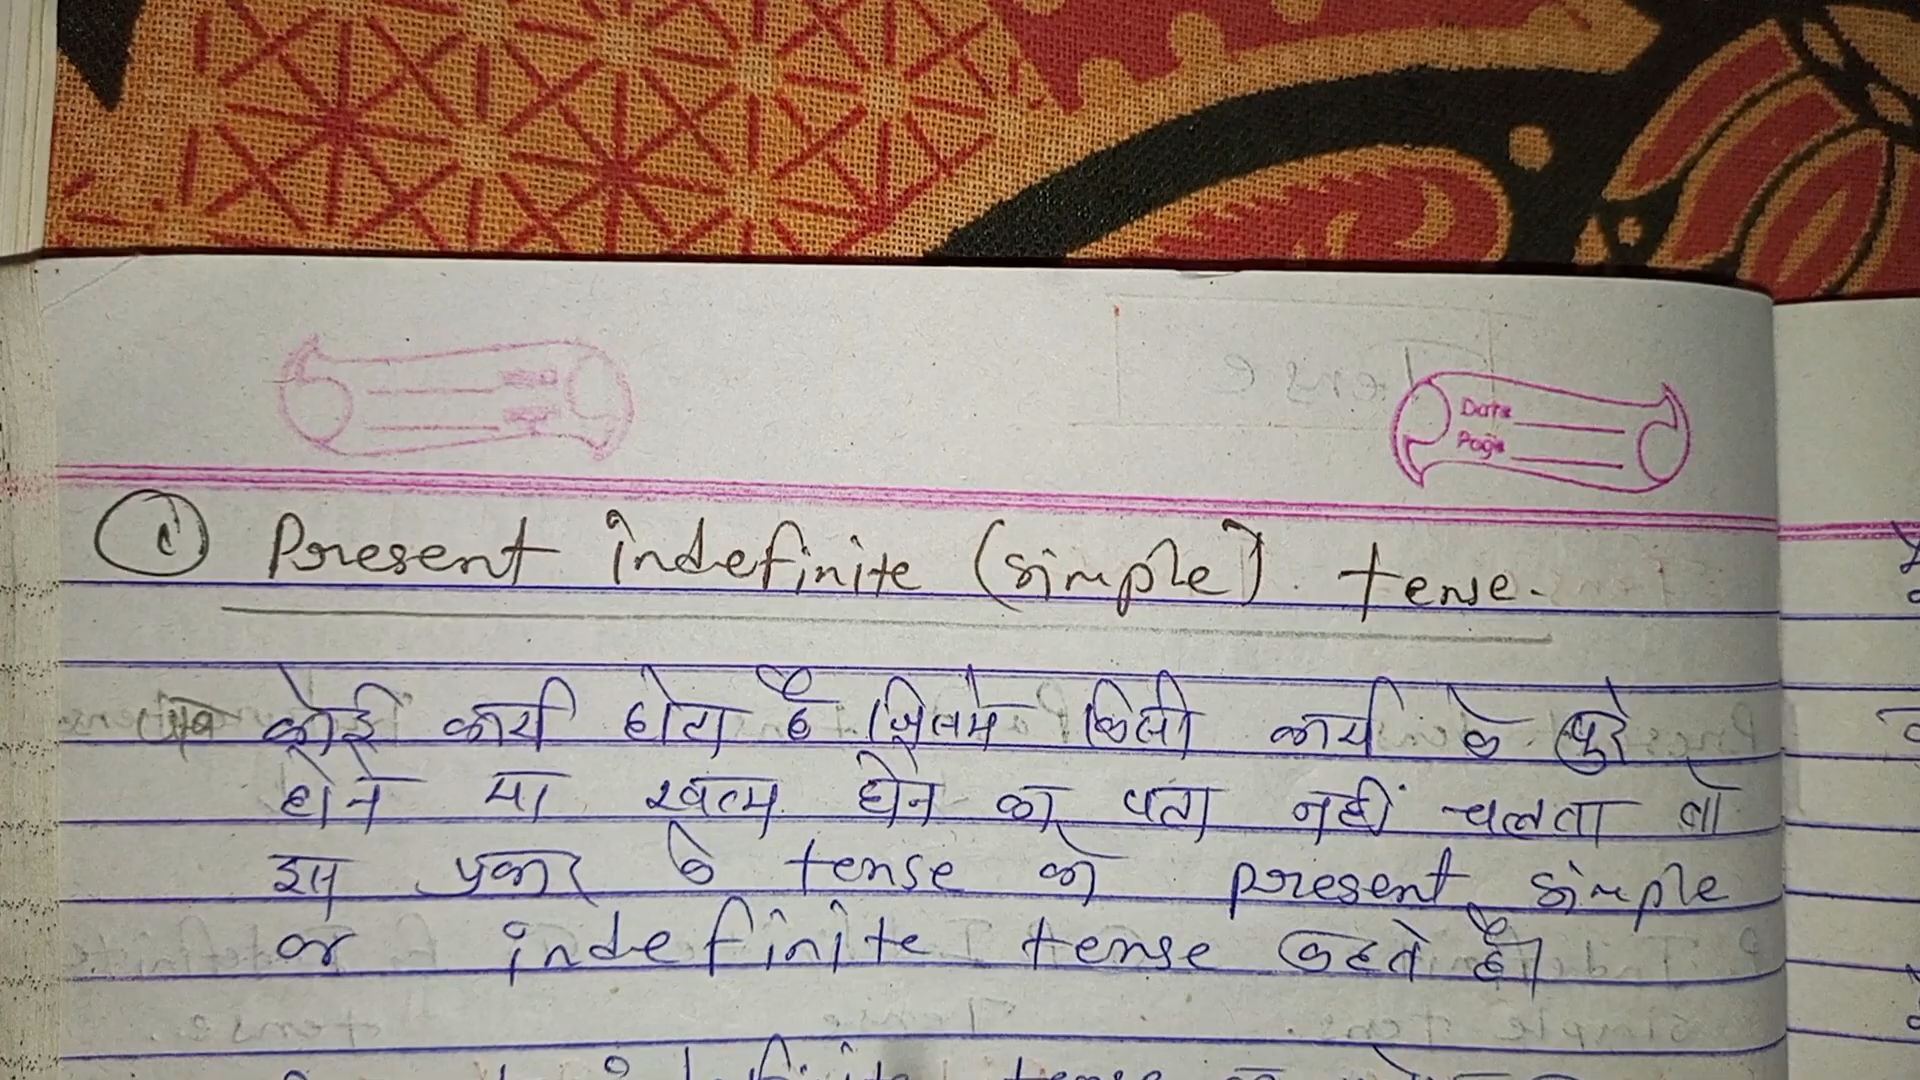 Date
Page
① Present indefinite (simple). tense.
कोई कार्य होता है जिसमे किसी कार्य के पुरे
होने या खत्म होने का पता नहीं चलता तो
इस प्रकार के tense को present simple
or indefinite tense कहते है।